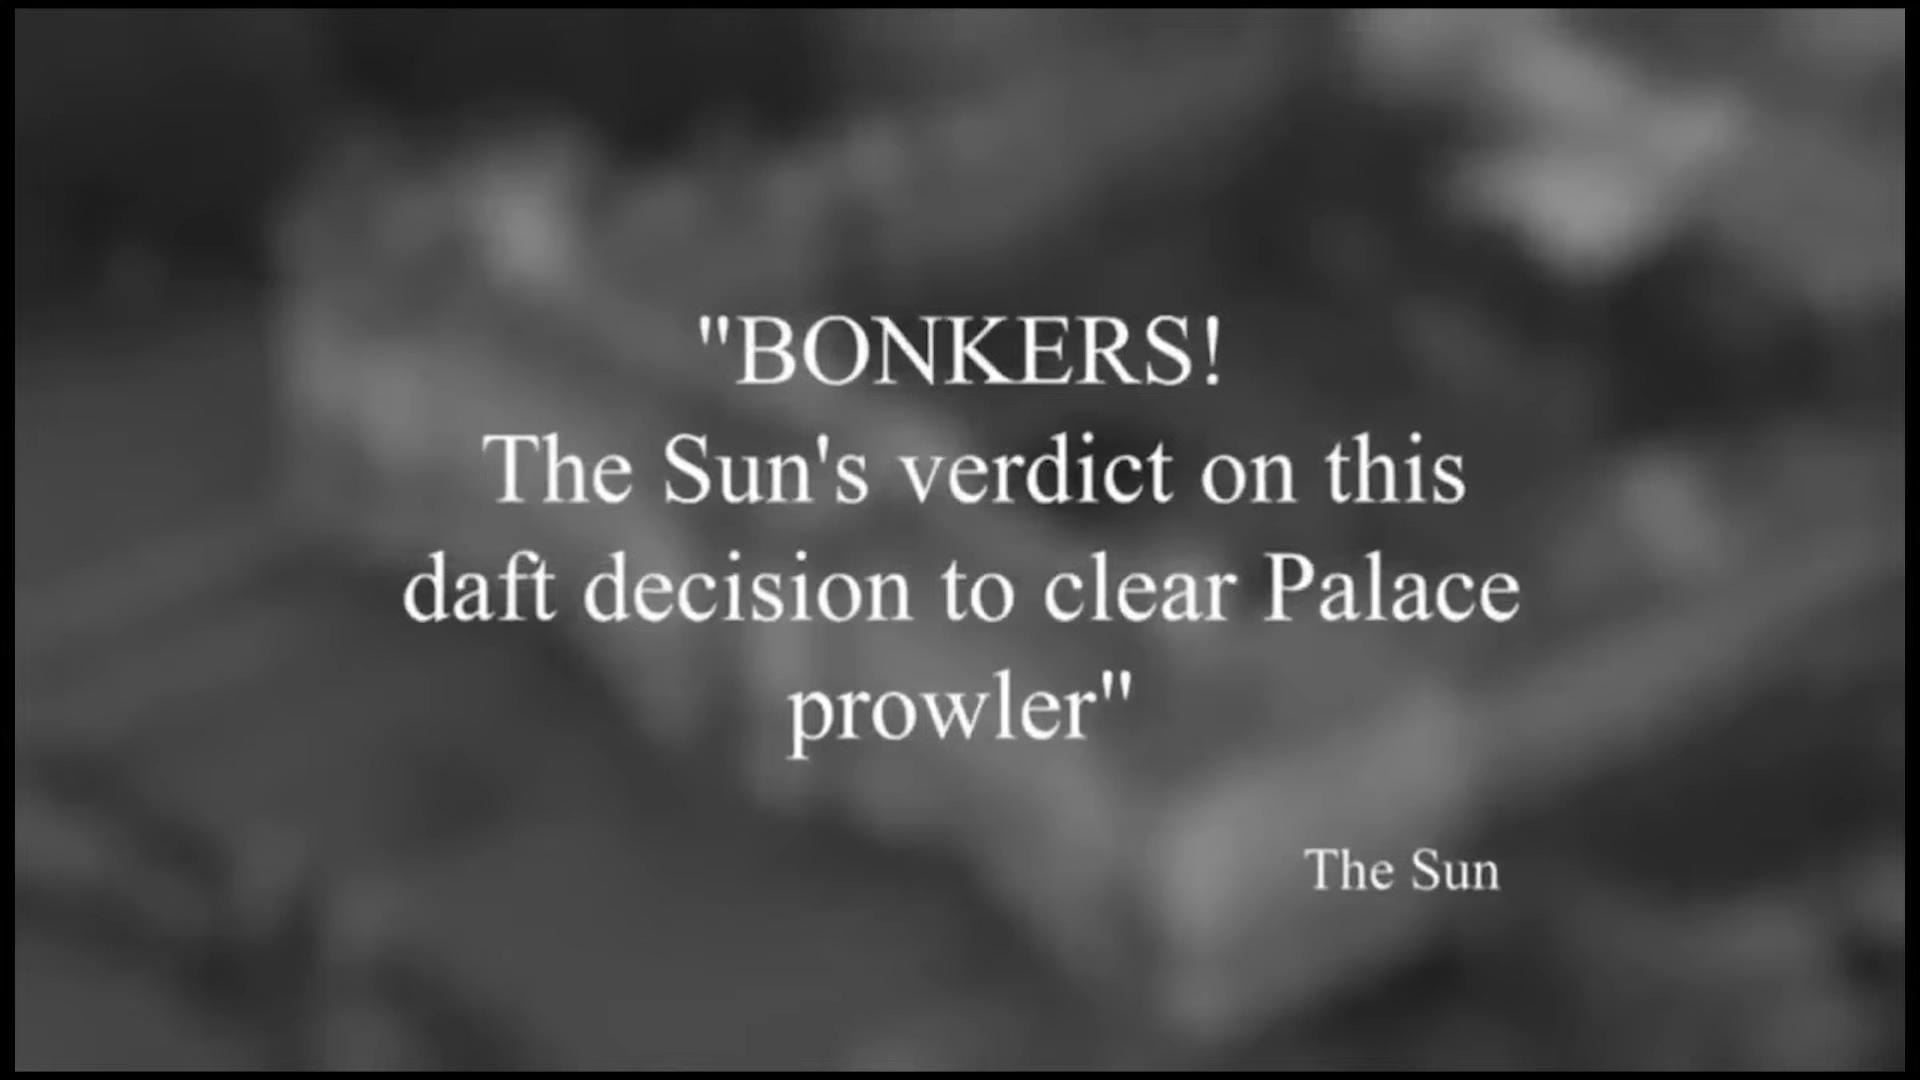 "BONKERS!
The Sun's verdict on this
daft decision to clear Palace
prowler"
The Sun